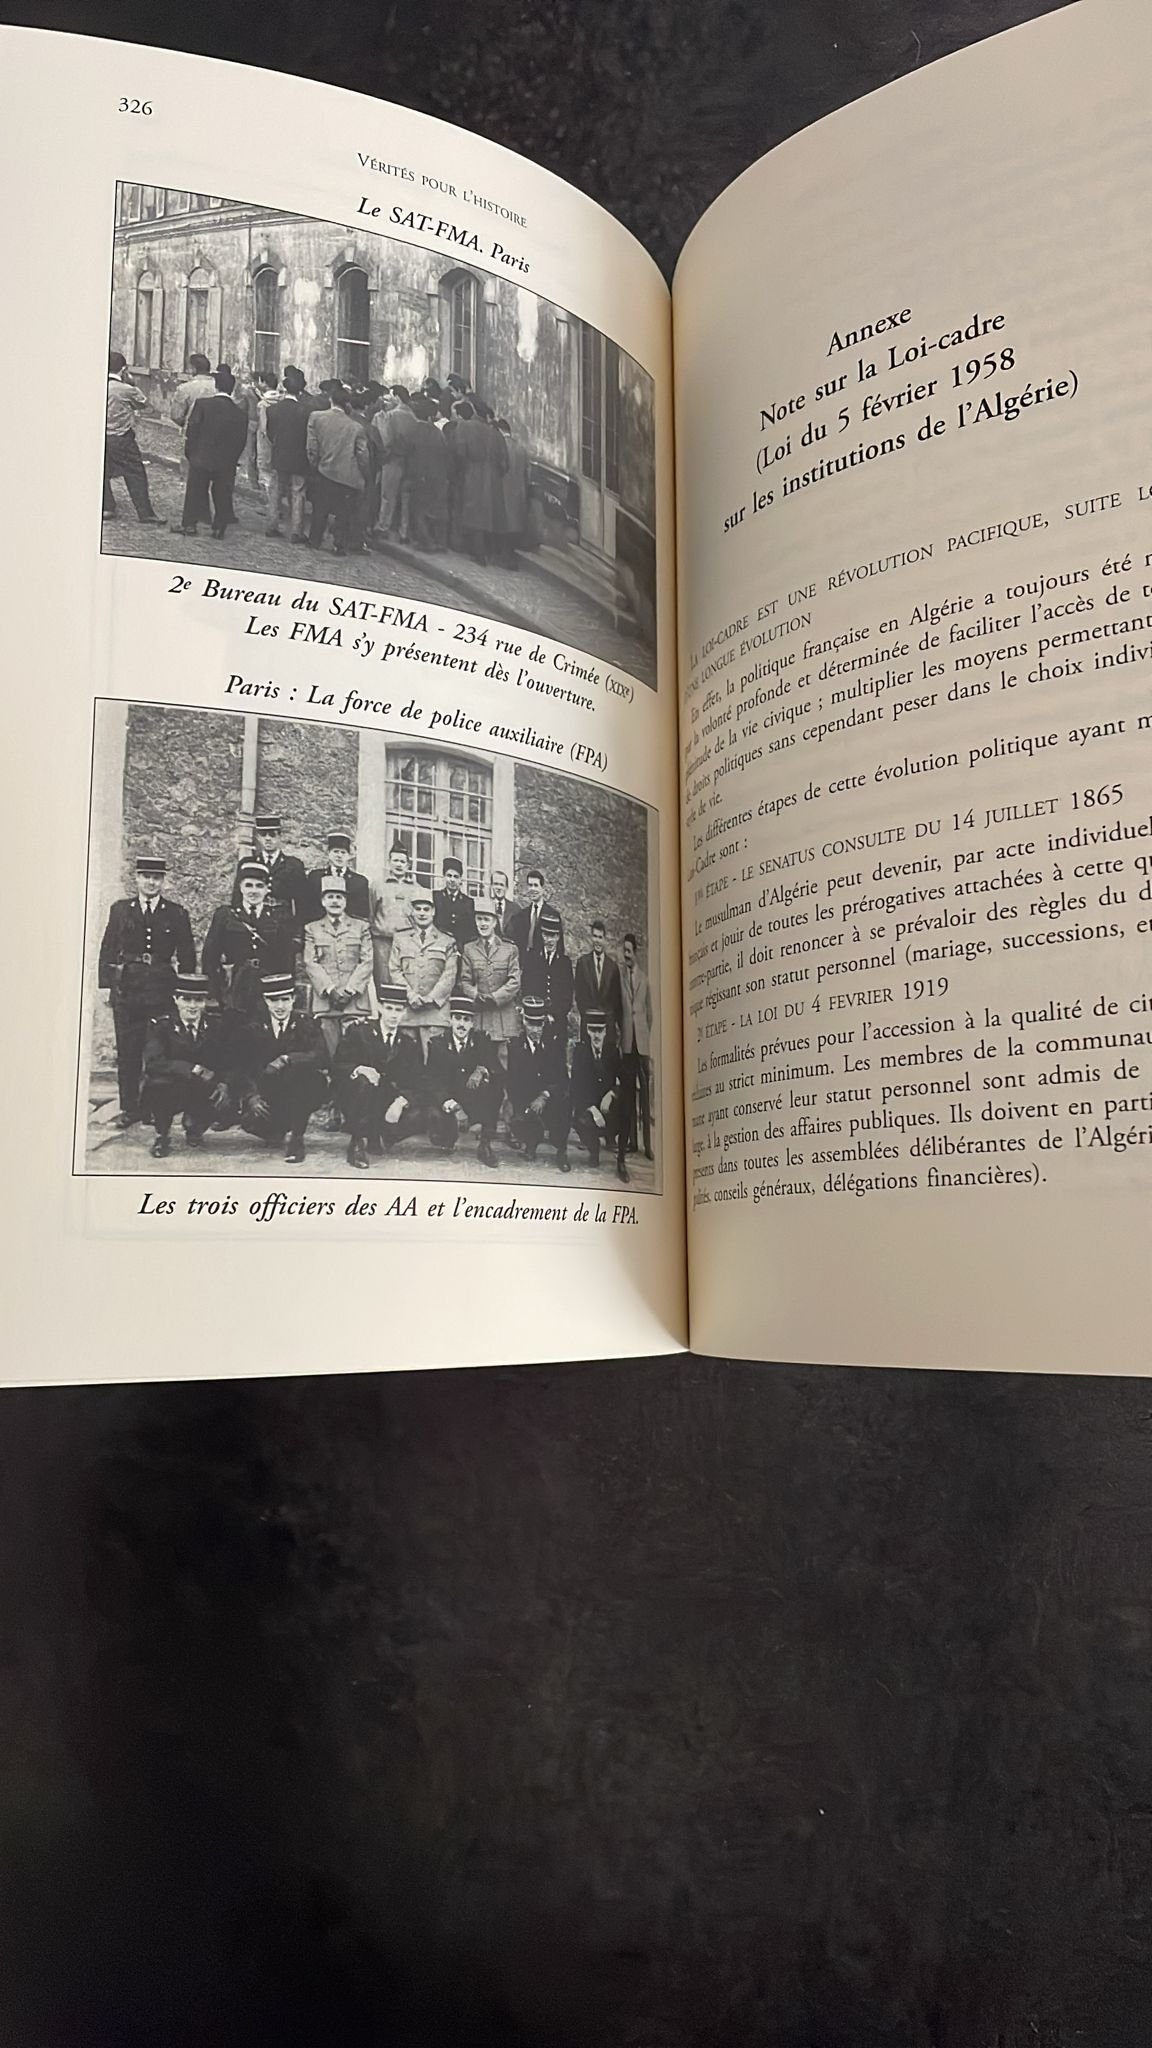 326
VÉRITÉS POUR L'HISTOIRE
Le SAT-FMA. Paris
2e Bureau du SAT-FMA - 234 rue de Crimée (XIXe)
Les FMA s'y présentent dès l'ouverture.
Paris : La force de police auxiliaire (FPA)
Les trois officiers des AA et l'encadrement de la FPA.
Annexe
Note sur la Loi-cadre
(Loi du 5 février 1958
sur les institutions de l'Algérie)
LA LOI-CADRE EST UNE RÉVOLUTION PACIFIQUE, SUITE
LONGUE ÉVOLUTION
En effet, la politique française en Algérie a toujours été
la volonté profonde et déterminée de faciliter l'accès de
de la vie civique ; multiplier les moyens permettant
droits politiques sans cependant peser dans le choix
de vie.
Les différentes étapes de cette évolution politique ayant
sont :
ÉTAPE - LE SENATUS CONSULTE DU 14 JUILLET 1865
Le musulman d'Algérie peut devenir, par acte
et jouir de toutes les prérogatives attachées à cette
il doit renoncer à se prévaloir des règles du
régissant son statut personnel (mariage, successions,
2e ÉTAPE - LA LOI DU 4 FEVRIER 1919
Les formalités prévues pour l'accession à la qualité de
au strict minimum. Les membres de la
ayant conservé leur statut personnel sont admis de
à la gestion des affaires publiques. Ils doivent en
dans toutes les assemblées délibérantes de
conseils généraux, délégations financières).